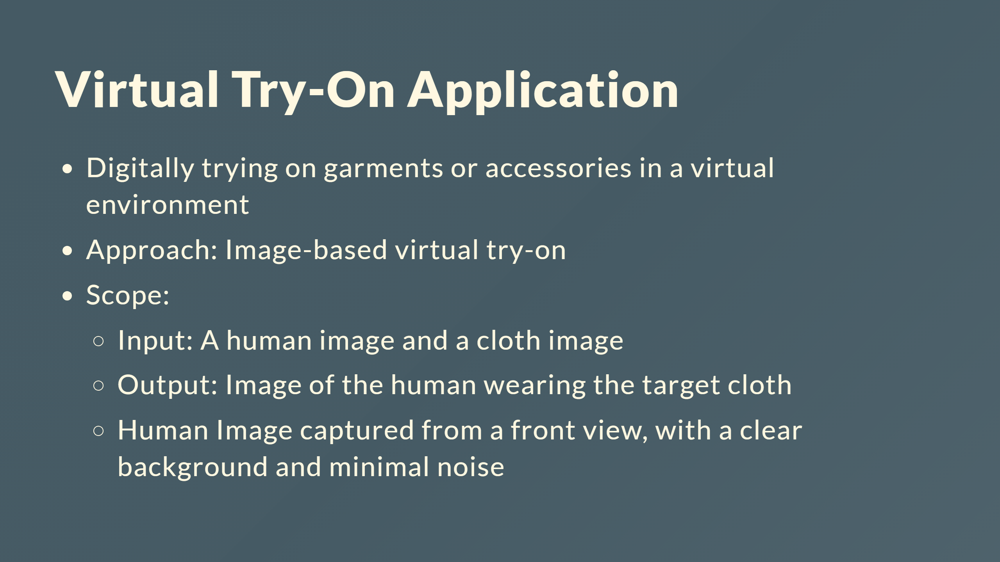 Virtual Try-On Application
• Digitally trying on garments or accessories in a virtual
environment
• Approach: Image-based virtual try-on
• Scope:
○ Input: A human image and a cloth image
○ Output: Image of the human wearing the target cloth
○ Human Image captured from a front view, with a clear
background and minimal noise